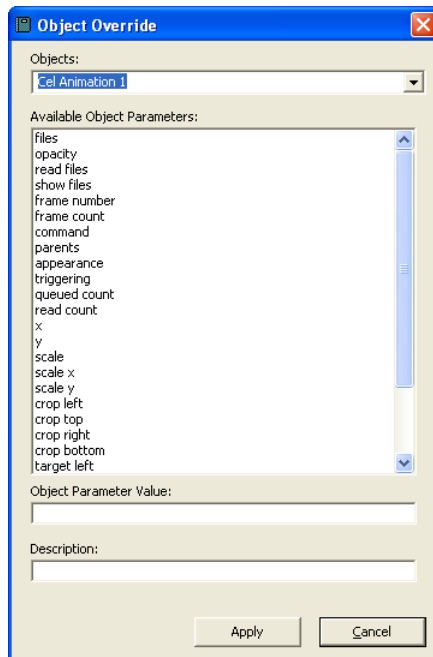 Object Override
Objects:
Cel Animation 1
Available Object Parameters:
files
opacity
read files
show files
frame number
frame count
command
parents
appearance
triggering
queued count
read count
x
y
scale
scale x
scale y
crop left
crop top
crop right
crop bottom
target left
Object Parameter Value:
Description:
Apply Cancel